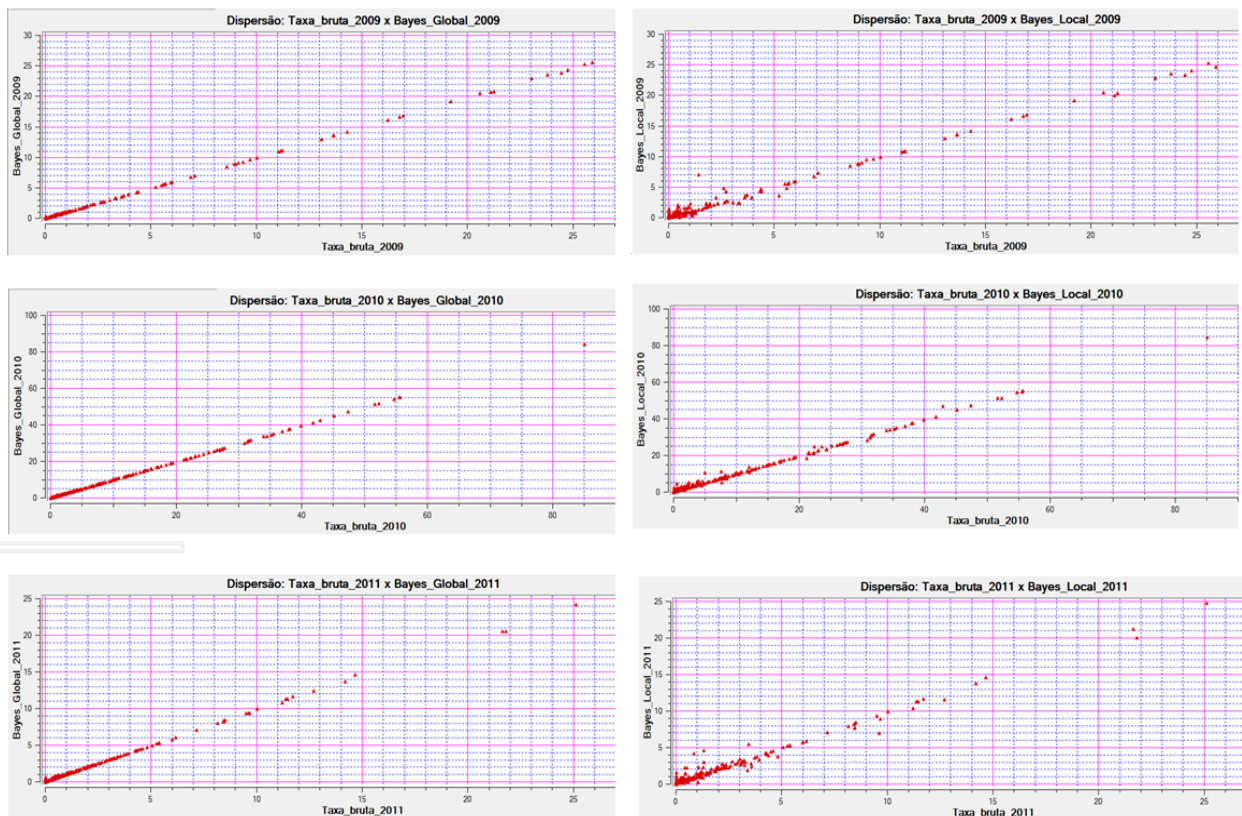 Dispersão: Taxa_bruta_2009 x Bayes_Global_2009
Bayes_Global_2009
30
25
20
15
10
5
0
0 5 10 15 20 25
Taxa_bruta_2009
Dispersão: Taxa_bruta_2009 x Bayes_Local_2009
Bayes_Local_2009
30
25
20
15
10
5
0
0 5 10 15 20 25
Taxa_bruta_2009
Dispersão: Taxa_bruta_2010 x Bayes_Global_2010
Bayes_Global_2010
100
80
60
40
20
0
0 20 40 60 80
Taxa_bruta_2010
Dispersão: Taxa_bruta_2010 x Bayes_Local_2010
Bayes_Local_2010
100
80
60
40
20
0
0 20 40 60 80
Taxa_bruta_2010
Dispersão: Taxa_bruta_2011 x Bayes_Global_2011
Bayes_Global_2011
25
20
15
10
5
0
0 5 10 15 20 25
Taxa_bruta_2011
Dispersão: Taxa_bruta_2011 x Bayes_Local_2011
Bayes_Local_2011
25
20
15
10
5
0
0 5 10 15 20 25
Taxa_bruta_2011